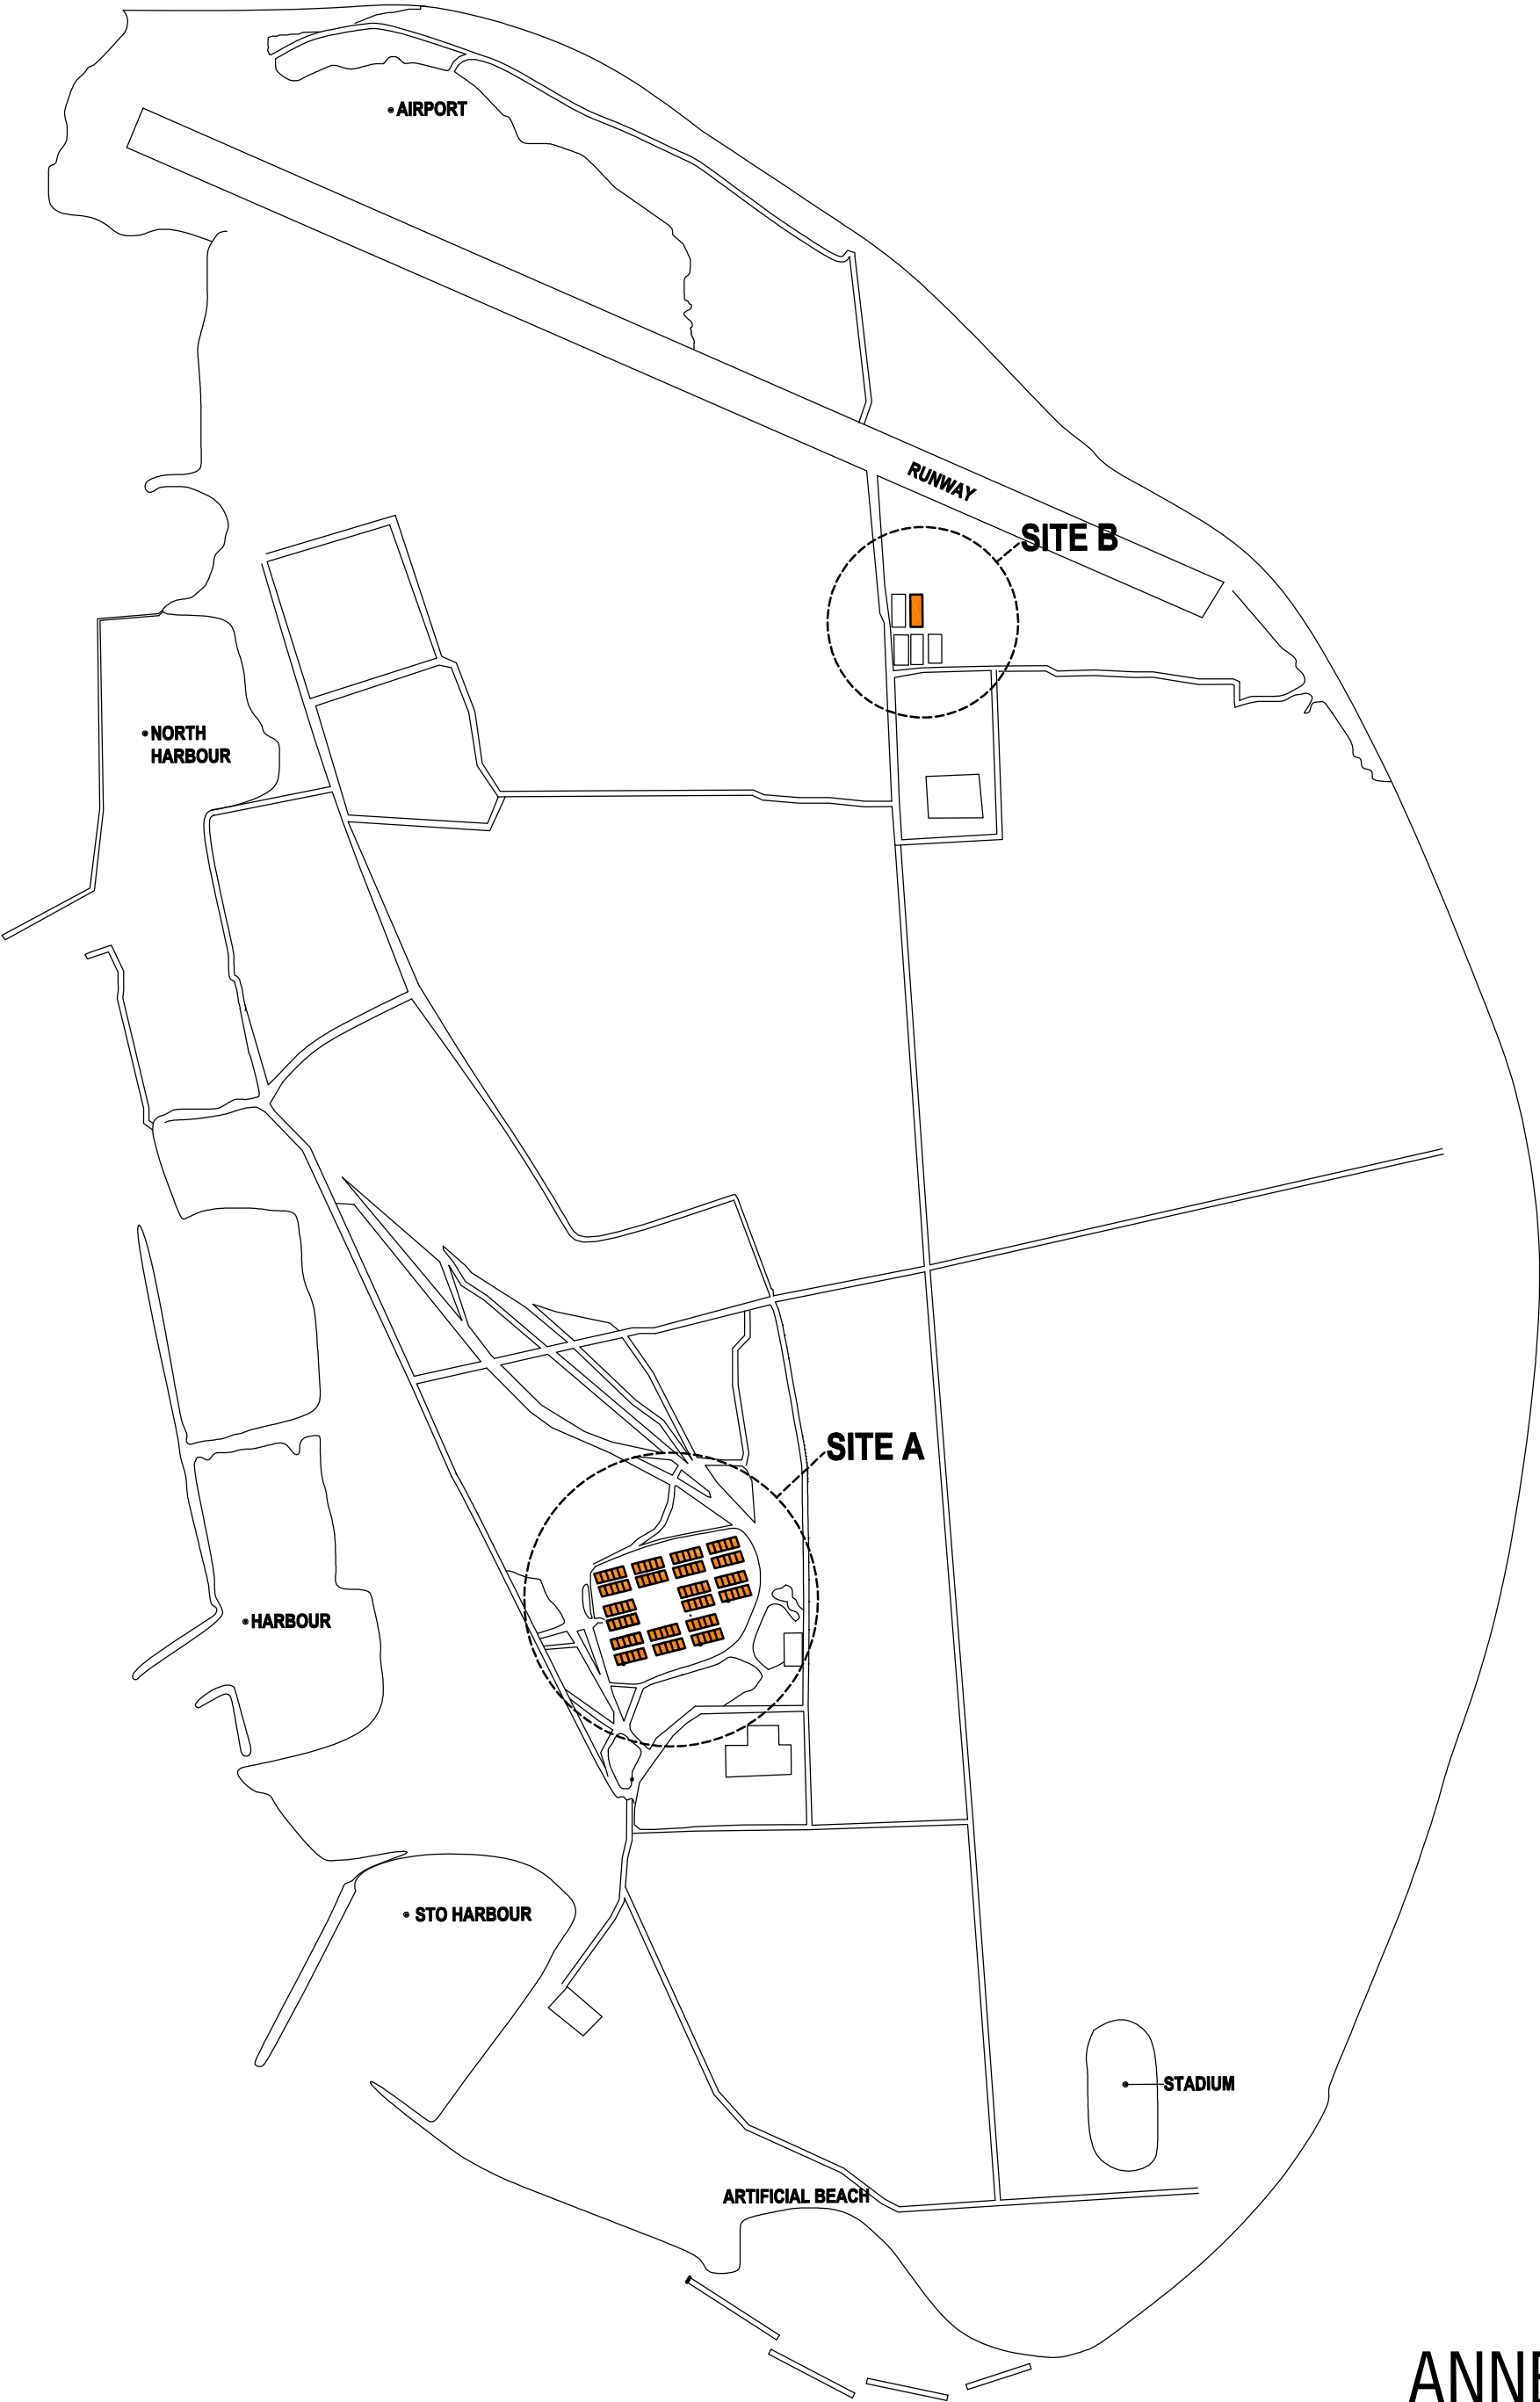 AIRPORT
RUNWAY
SITE B
NORTH
HARBOUR
SITE A
HARBOUR
STO HARBOUR
STADIUM
ARTIFICIAL BEACH